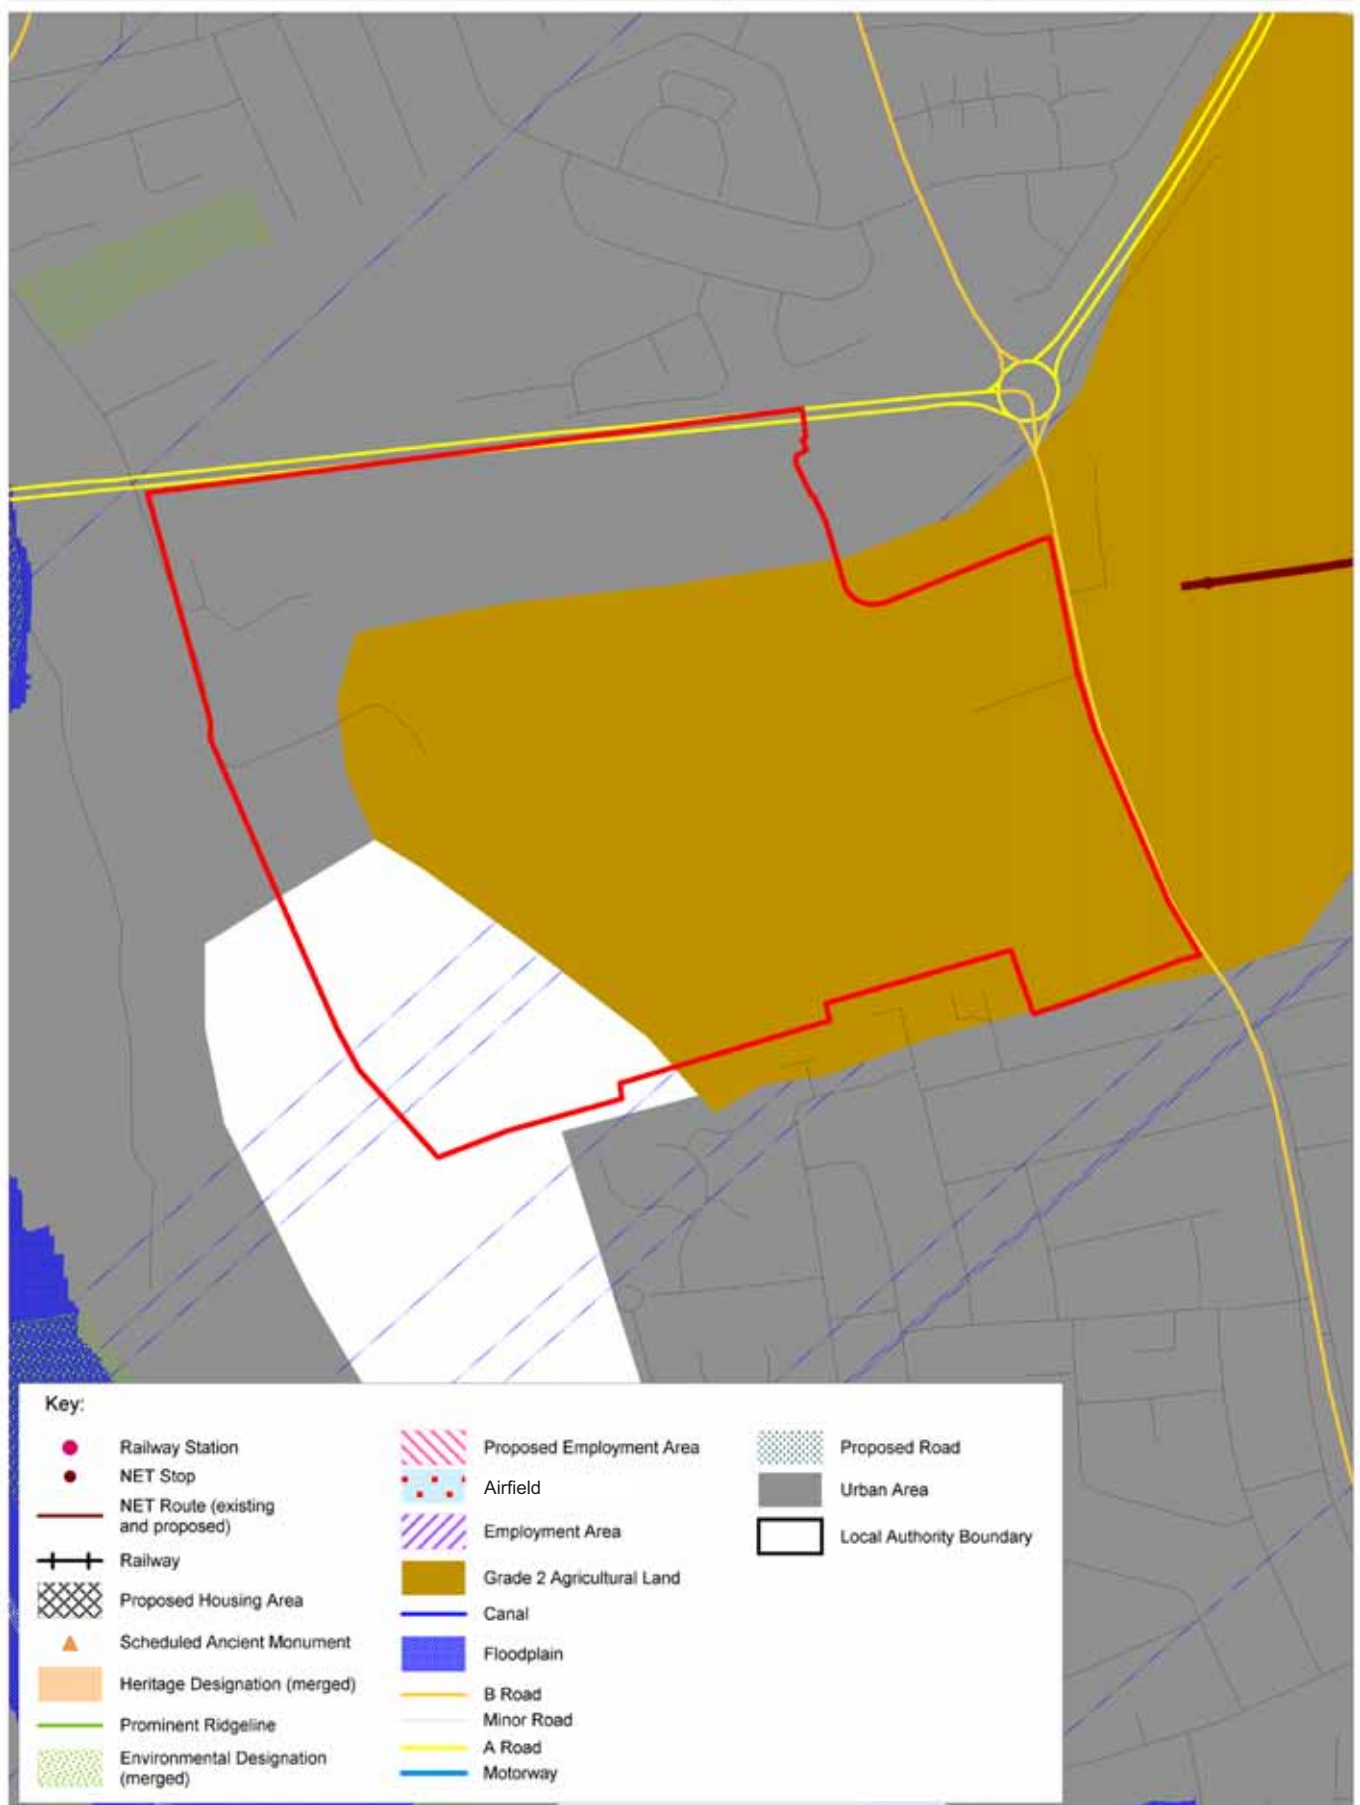 Key:
Railway Station
NET Stop
NET Route (existing
and proposed)
Railway
Proposed Housing Area
Scheduled Ancient Monument
Heritage Designation (merged)
Prominent Ridgeline
Environmental Designation
(merged)
Proposed Employment Area
Airfield
Employment Area
Grade 2 Agricultural Land
Canal
Floodplain
B Road
Minor Road
A Road
Motorway
Proposed Road
Urban Area
Local Authority Boundary